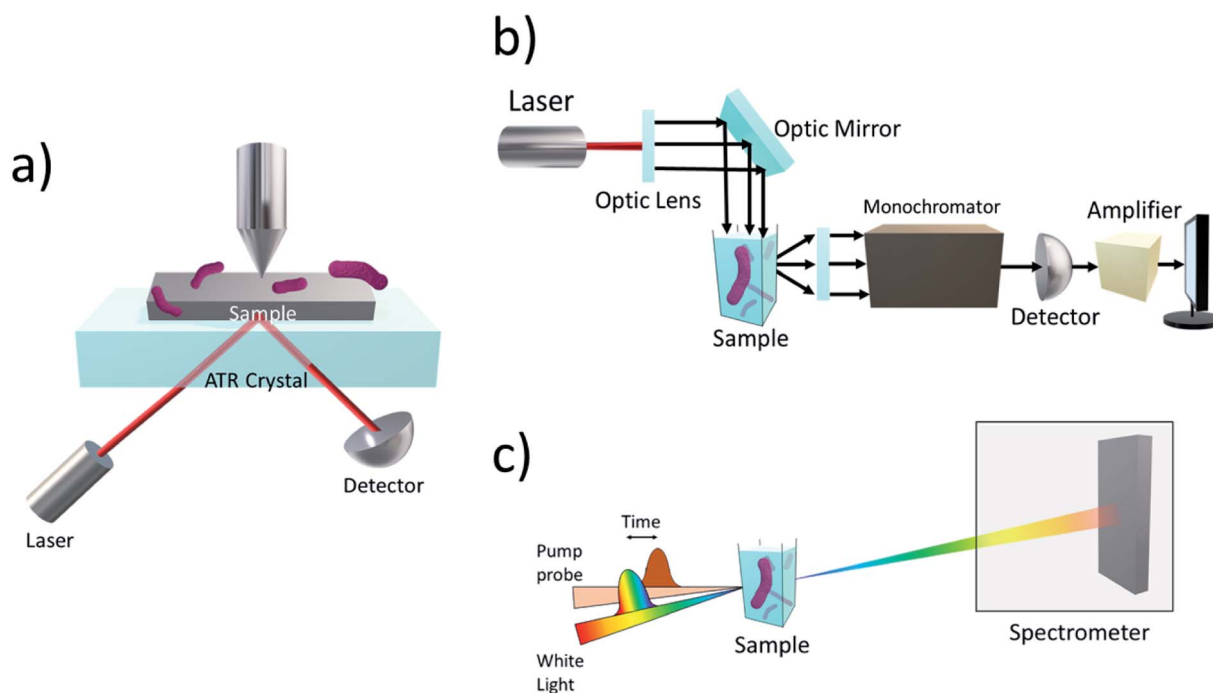 a)
Sample
ATR Crystal
Laser
Detector
b)
Laser
Optic Mirror
Optic Lens
Monochromator
Amplifier
Sample
Detector
c)
Time
Pump
probe
White
Light
Sample
Spectrometer